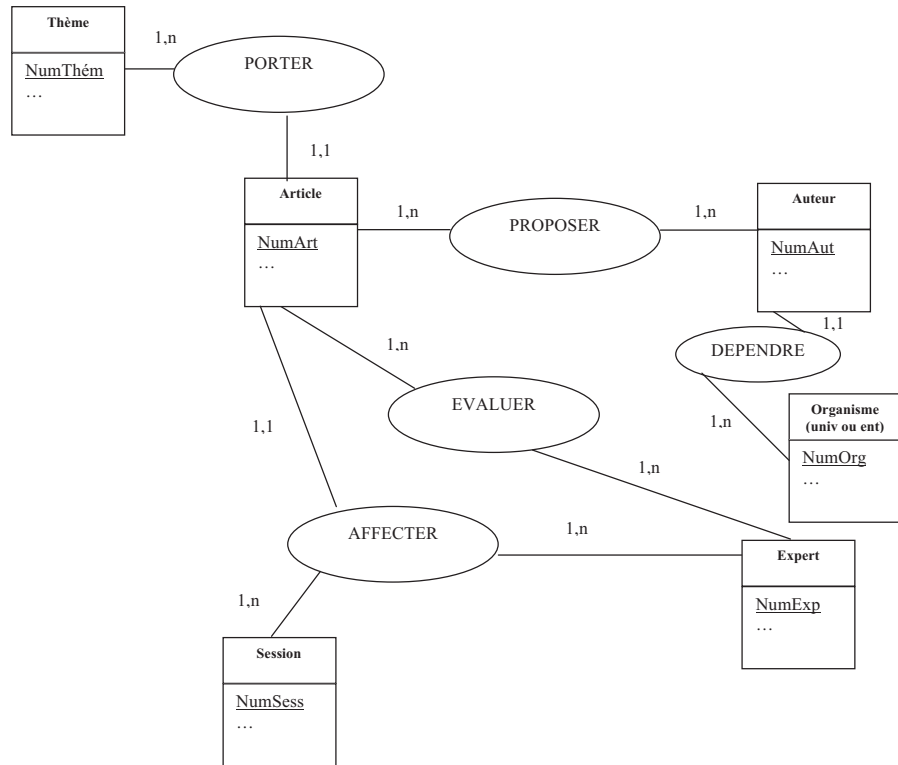 Thème
1,n
PORTER
NumThém
…
1,1
Article
Auteur
1,n
1,n
PROPOSER
NumArt
…
NumAut
…
1,1
DEPENDRE
1,n
EVALUER
Organisme
(univ ou ent)
1,n
1,1
NumOrg
…
1,n
AFFECTER
1,n
Expert
NumExp
…
1,n
Session
NumSess
…